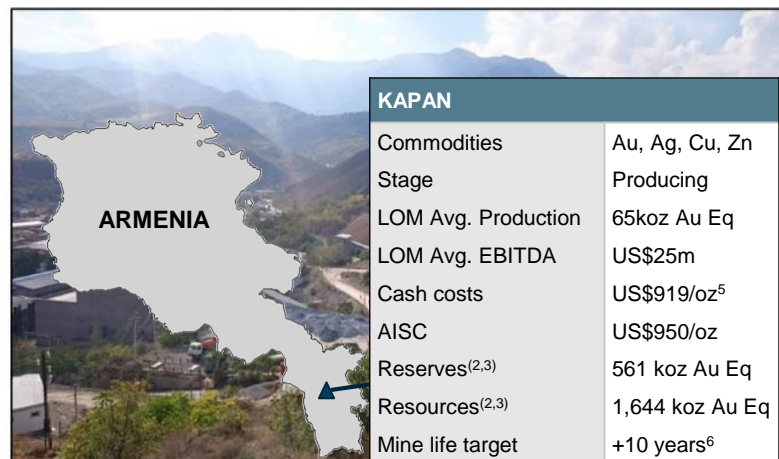 ARMENIA
KAPAN
Commodities Au, Ag, Cu, Zn
Stage Producing
LOM Avg. Production 65koz Au Eq
LOM Avg. EBITDA US$25m
Cash costs US$919/oz⁵
AISC US$950/oz
Reserves⁽²,³⁾ 561 koz Au Eq
Resources⁽²,³⁾ 1,644 koz Au Eq
Mine life target +10 years⁶